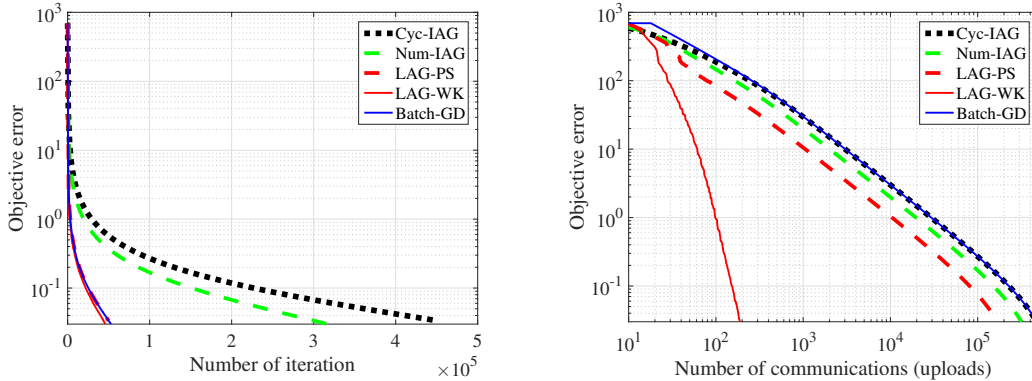 Objective error
10^3
10^2
10^1
10^0
10^-1
0
1
2
3
4
5
×10^5
Number of iteration
Cyc-IAG
Num-IAG
LAG-PS
LAG-WK
Batch-GD
Objective error
10^3
10^2
10^1
10^0
10^-1
10^1
10^2
10^3
10^4
10^5
Number of communications (uploads)
Cyc-IAG
Num-IAG
LAG-PS
LAG-WK
Batch-GD